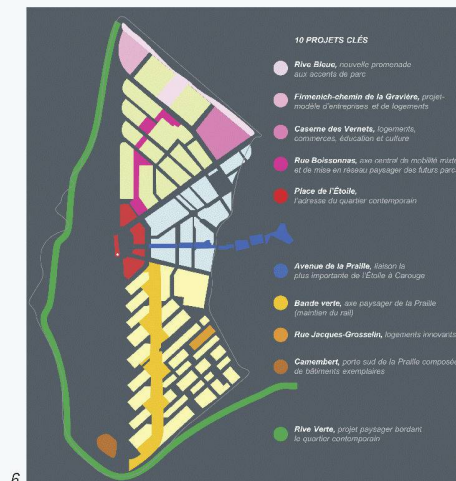 10 PROJETS CLÉS
Rive Bleue, nouvelle promenade
aux accents de parc
Firmenich-chemin de la Gravière, projet-
modèle d'entreprises et de logements
Caserne des Vernets, logements,
commerces, éducation et culture
Rue Boissonnas, axe central de mobilité mixte
et de mise en réseau paysager des futurs parcs
Place de l'Étoile,
l'adresse du quartier contemporain
Avenue de la Praille, liaison la
plus importante de l'Étoile à Carouge
Bande verte, axe paysager de la Praille
(maintien du rail)
Rue Jacques-Grosselin, logements innovants
Camembert, porte sud de la Praille composée
de bâtiments exemplaires
Rive Verte, projet paysager bordant
le quartier contemporain
6